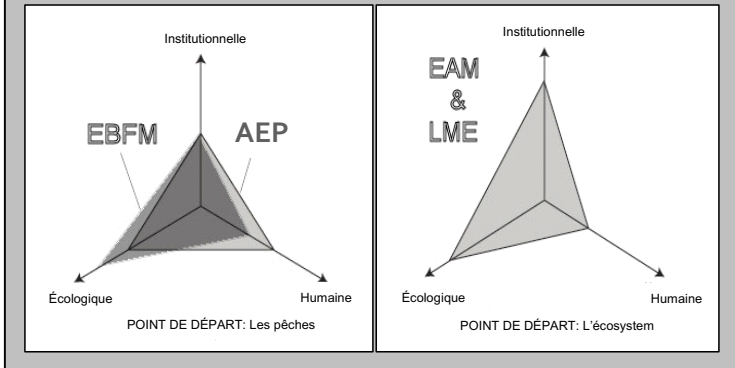 Institutionnelle
EBFM
AEP
Écologique
Humaine
POINT DE DÉPART: Les pêches
Institutionnelle
EAM
&
LME
Écologique
Humaine
POINT DE DÉPART: L'écosystem